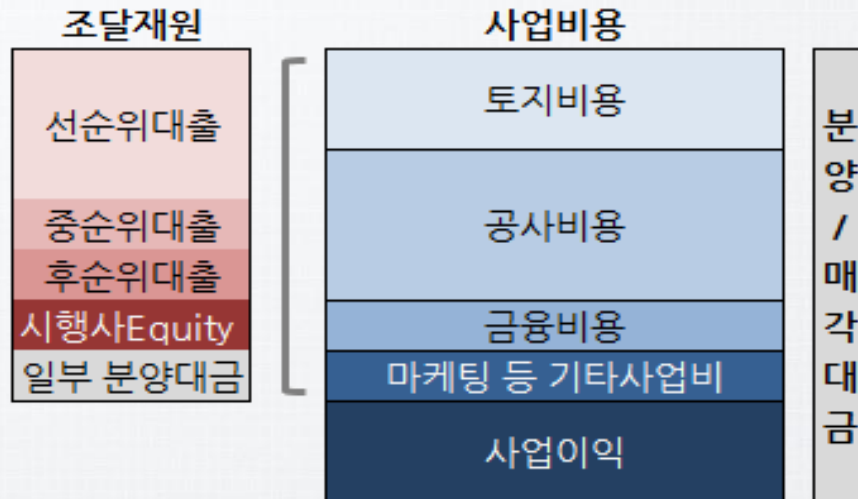 조달재원
선순위대출
중순위대출
후순위대출
시행사Equity
일부 분양대금
사업비용
토지비용
공사비용
금융비용
마케팅 등 기타사업비
사업이익
분
양
/
매
각
대
금